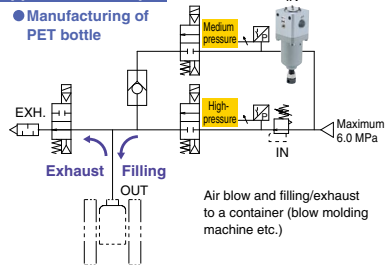 IN
● Manufacturing of
PET bottle
Medium
pressure
P
EXH.
High-
pressure
P
Maximum
6.0 MPa
IN
Exhaust
Filling
OUT
Air blow and filling/exhaust
to a container (blow molding
machine etc.)